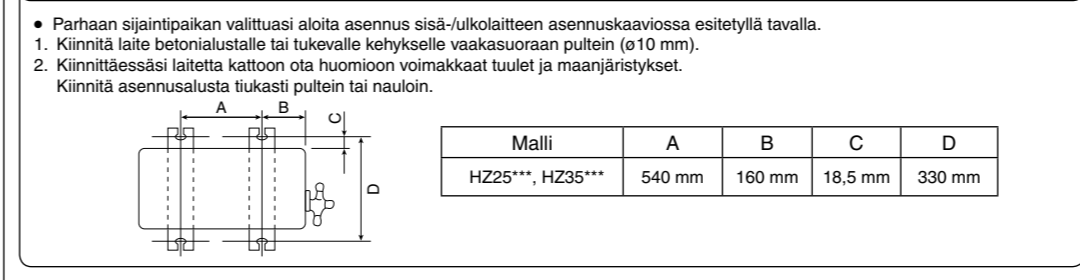 • Parhaan sijaintipaikan valittuasi aloita asennus sisä-/ulkolaitteen asennuskaaviossa esitetyllä tavalla.
1. Kiinnitä laite betonialustalle tai tukevalle kehykselle vaakasuoraan pultein (ø10 mm).
2. Kiinnittäessäsi laitetta kattoon ota huomioon voimakkaat tuulet ja maanjäristykset.
Kiinnitä asennusalusta tiukasti pultein tai nauloin.
A B C
D
Malli A B C D
HZ25***, HZ35*** 540 mm 160 mm 18,5 mm 330 mm